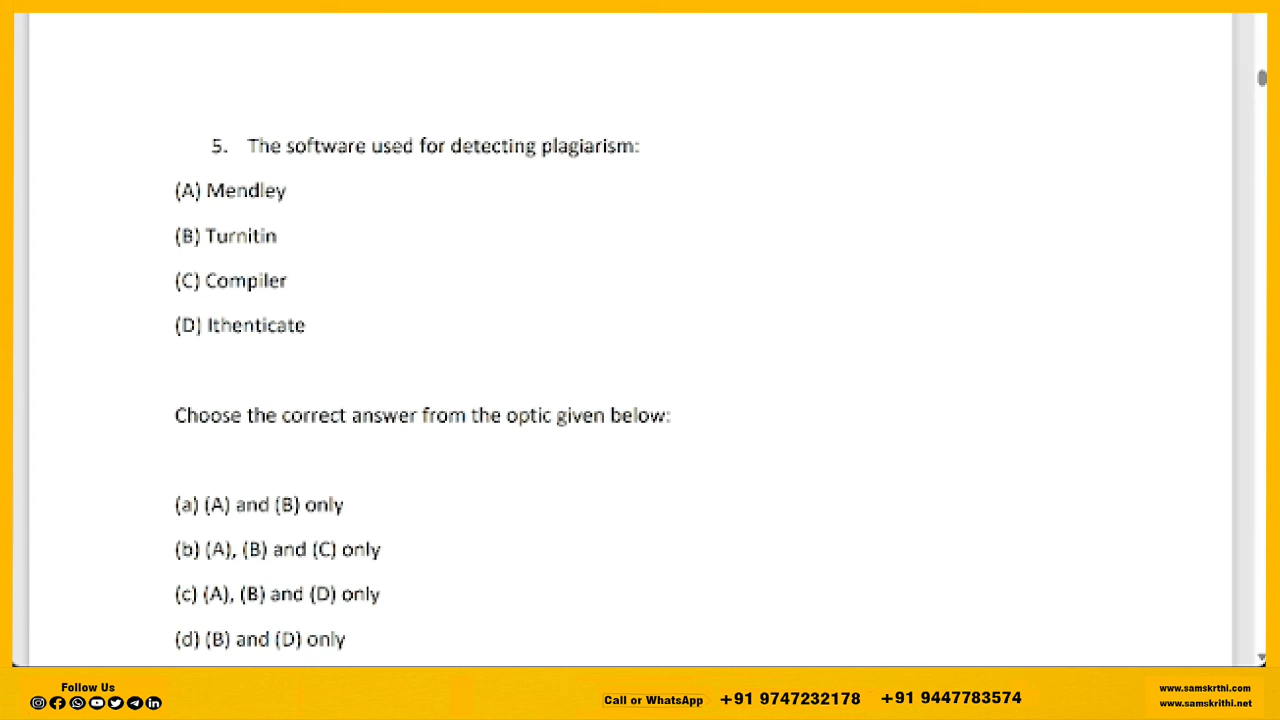 5. The software used for detecting plagiarism:
(A) Mendley
(B) Turnitin
(C) Compiler
(D) Ithenticate
Choose the correct answer from the optic given below:
(a) (A) and (B) only
(b) (A), (B) and (C) only
(c) (A), (B) and (D) only
(d) (B) and (D) only
Follow Us
Call or WhatsApp +91 9747232178 +91 9447783574
www.samskrthi.com
www.samskrithi.net